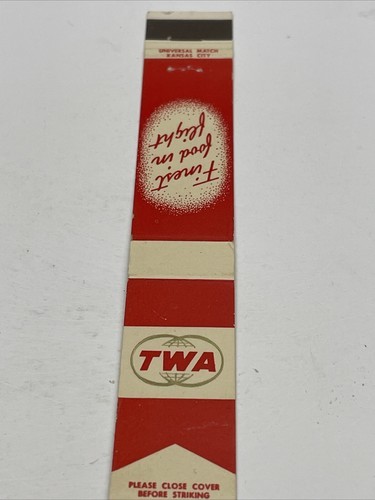 UNIVERSAL MATCH
KANSAS CITY
Finest
food in
flight
TWA
PLEASE CLOSE COVER
BEFORE STRIKING